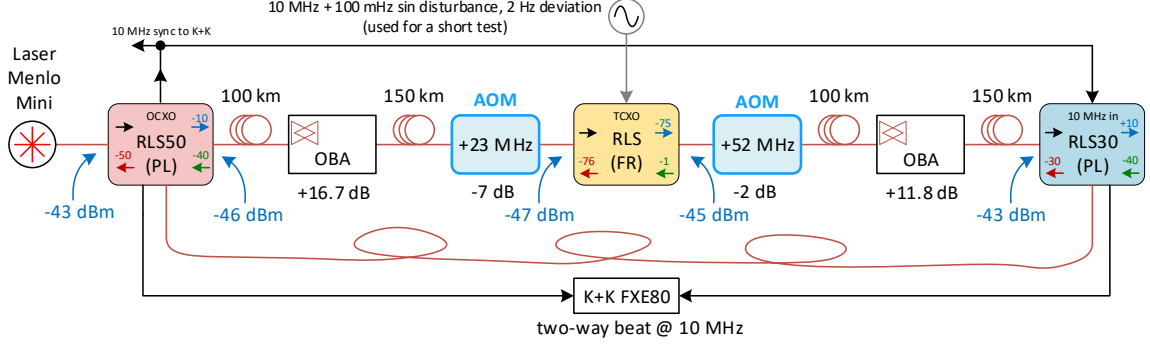 10 MHz + 100 mHz sin disturbance, 2 Hz deviation
(used for a short test)
10 MHz sync to K+K
Laser
Menlo
Mini
OCXO
-10
RLS50
(PL)
-50
-40
100 km
OBA
+16.7 dB
150 km
AOM
+23 MHz
-7 dB
TCXO
-75
RLS
(FR)
-76
-1
AOM
+52 MHz
-2 dB
100 km
OBA
+11.8 dB
150 km
10 MHz in
+10
RLS30
(PL)
-30
-40
-43 dBm
-46 dBm
-47 dBm
-45 dBm
-43 dBm
K+K FXE80
two-way beat @ 10 MHz